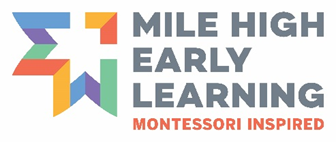 MILE HIGH
EARLY
LEARNING
MONTESSORI INSPIRED